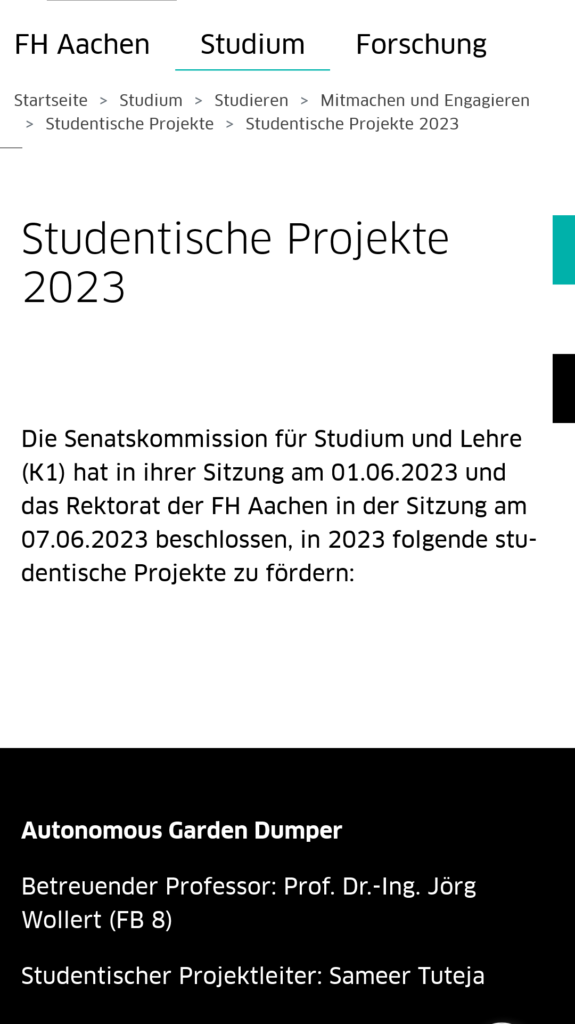 FH Aachen Studium Forschung
Startseite > Studium > Studieren > Mitmachen und Engagieren
> Studentische Projekte > Studentische Projekte 2023
Studentische Projekte
2023
Die Senatskommission für Studium und Lehre
(K1) hat in ihrer Sitzung am 01.06.2023 und
das Rektorat der FH Aachen in der Sitzung am
07.06.2023 beschlossen, in 2023 folgende stu-
dentische Projekte zu fördern:
Autonomous Garden Dumper
Betreuender Professor: Prof. Dr.-Ing. Jörg
Wollert (FB 8)
Studentischer Projektleiter: Sameer Tuteja